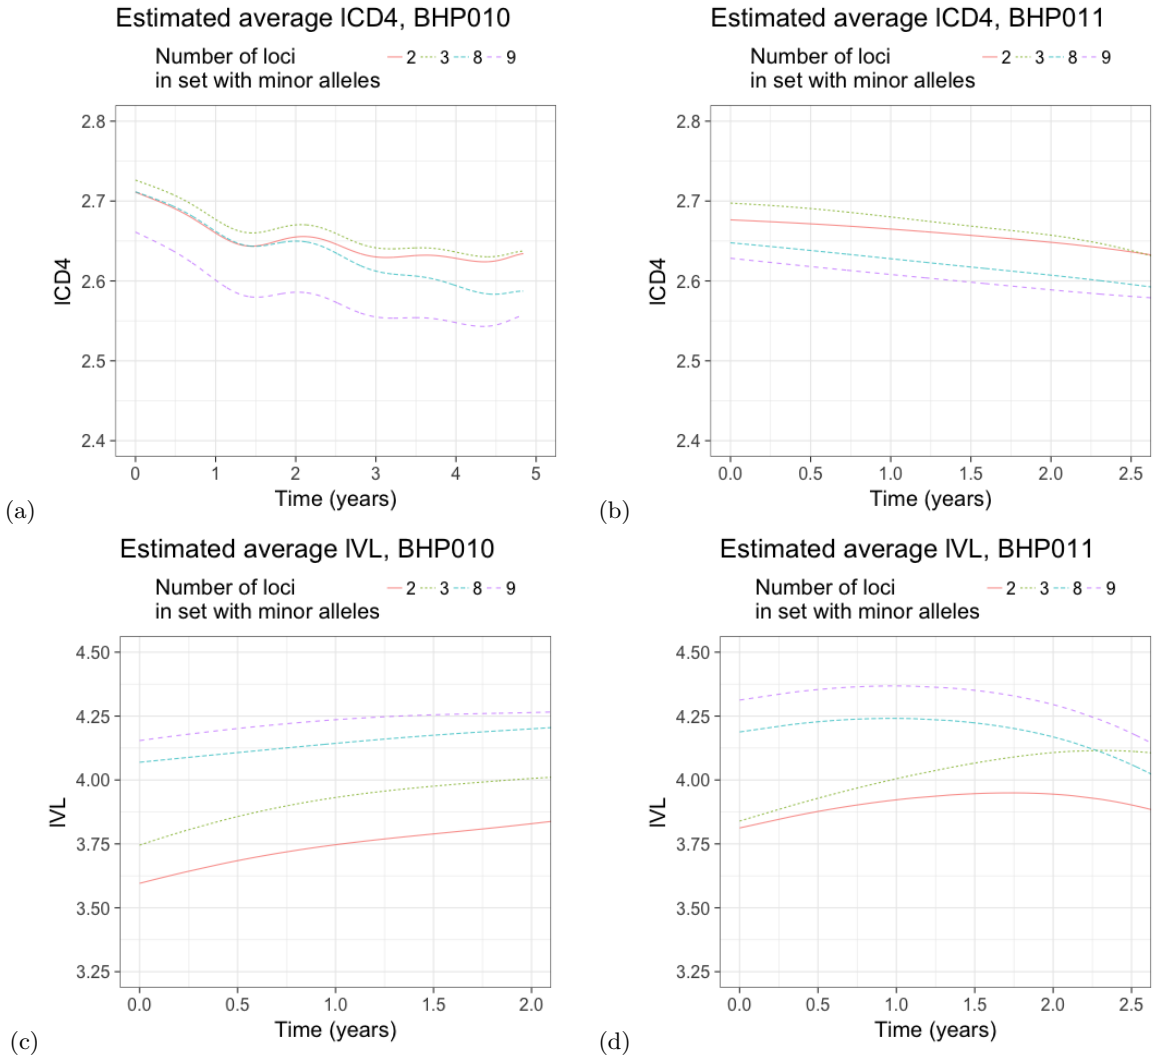 Estimated average lCD4, BHP010
Number of loci
in set with minor alleles
2 3 8 9
2.8
2.7
2.6
2.5
2.4
lCD4
0 1 2 3 4 5
Time (years)
(a)
Estimated average lCD4, BHP011
Number of loci
in set with minor alleles
2 3 8 9
2.8
2.7
2.6
2.5
2.4
lCD4
0.0 0.5 1.0 1.5 2.0 2.5
Time (years)
(b)
Estimated average lVL, BHP010
Number of loci
in set with minor alleles
2 3 8 9
4.50
4.25
4.00
3.75
3.50
3.25
lVL
0.0 0.5 1.0 1.5 2.0
Time (years)
(c)
Estimated average lVL, BHP011
Number of loci
in set with minor alleles
2 3 8 9
4.50
4.25
4.00
3.75
3.50
3.25
lVL
0.0 0.5 1.0 1.5 2.0 2.5
Time (years)
(d)